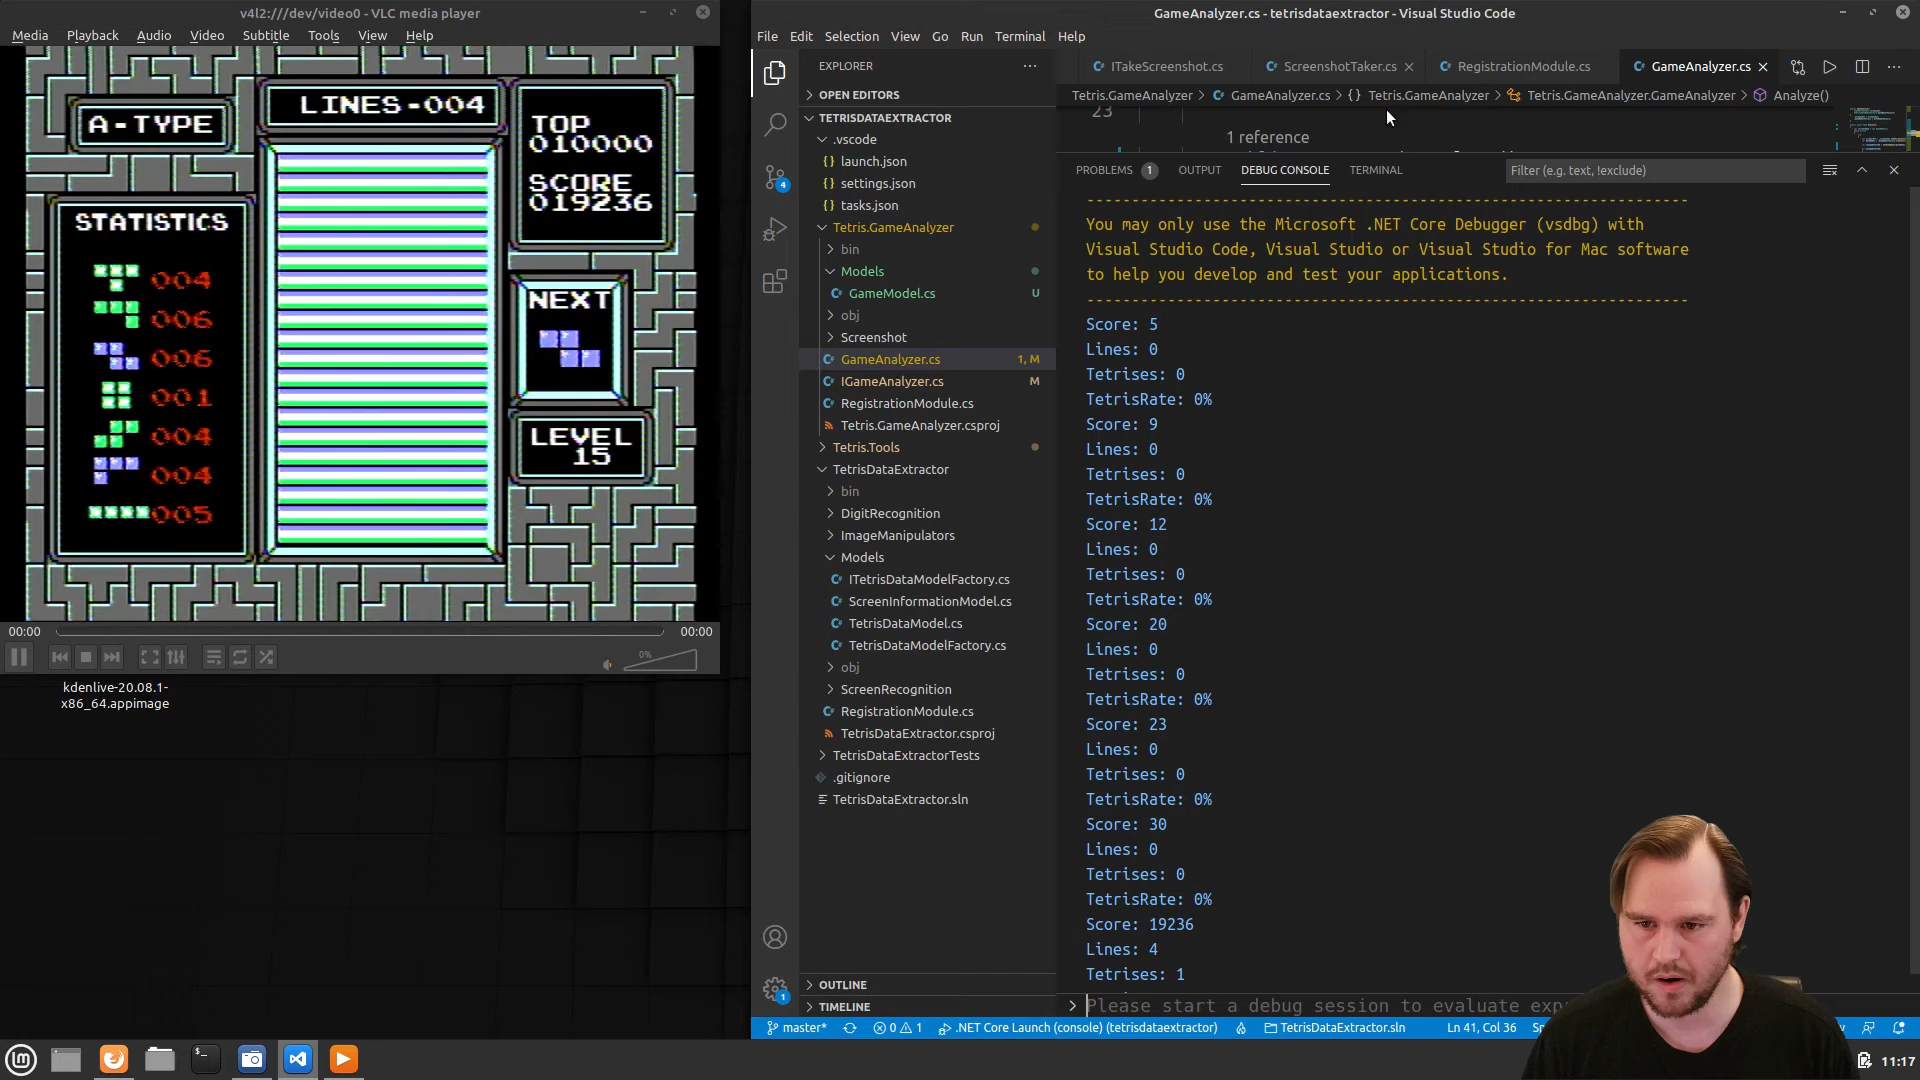 v4l2:///dev/video0 - VLC media player
Media Playback Audio Video Subtitle Tools View Help
A-TYPE
LINES-004
TOP
010000
SCORE
019236
STATISTICS
004
006
006
001
004
004
005
NEXT
LEVEL
15
00:00
00:00
0%
kdenlive-20.08.1-
x86_64.appimage
GameAnalyzer.cs - tetrisdataextractor - Visual Studio Code
File Edit Selection View Go Run Terminal Help
EXPLORER
OPEN EDITORS
TETRISDATAEXTRACTOR
.vscode
{} launch.json
{} settings.json
{} tasks.json
Tetris.GameAnalyzer
bin
Models
GameModel.cs U
obj
Screenshot
GameAnalyzer.cs 1, M
IGameAnalyzer.cs M
RegistrationModule.cs
Tetris.GameAnalyzer.csproj
Tetris.Tools
TetrisDataExtractor
bin
DigitRecognition
ImageManipulators
Models
ITetrisDataModelFactory.cs
ScreenInformationModel.cs
TetrisDataModel.cs
TetrisDataModelFactory.cs
obj
ScreenRecognition
RegistrationModule.cs
TetrisDataExtractor.csproj
TetrisDataExtractorTests
.gitignore
TetrisDataExtractor.sln
OUTLINE
TIMELINE
4
1
ITakeScreenshot.cs ScreenshotTaker.cs RegistrationModule.cs GameAnalyzer.cs
Tetris.GameAnalyzer > GameAnalyzer.cs > {} Tetris.GameAnalyzer > Tetris.GameAnalyzer.GameAnalyzer > Analyze()
23
1 reference
PROBLEMS 1 OUTPUT DEBUG CONSOLE TERMINAL Filter (e.g. text, !exclude)
-------------------------------------------------------------------
You may only use the Microsoft .NET Core Debugger (vsdbg) with
Visual Studio Code, Visual Studio or Visual Studio for Mac software
to help you develop and test your applications.
-------------------------------------------------------------------
Score: 5
Lines: 0
Tetrises: 0
TetrisRate: 0%
Score: 9
Lines: 0
Tetrises: 0
TetrisRate: 0%
Score: 12
Lines: 0
Tetrises: 0
TetrisRate: 0%
Score: 20
Lines: 0
Tetrises: 0
TetrisRate: 0%
Score: 23
Lines: 0
Tetrises: 0
TetrisRate: 0%
Score: 30
Lines: 0
Tetrises: 0
TetrisRate: 0%
Score: 19236
Lines: 4
Tetrises: 1
Please start a debug session to evaluate
master* 0 1 .NET Core Launch (console) (tetrisdataextractor) TetrisDataExtractor.sln Ln 41, Col 36
11:17